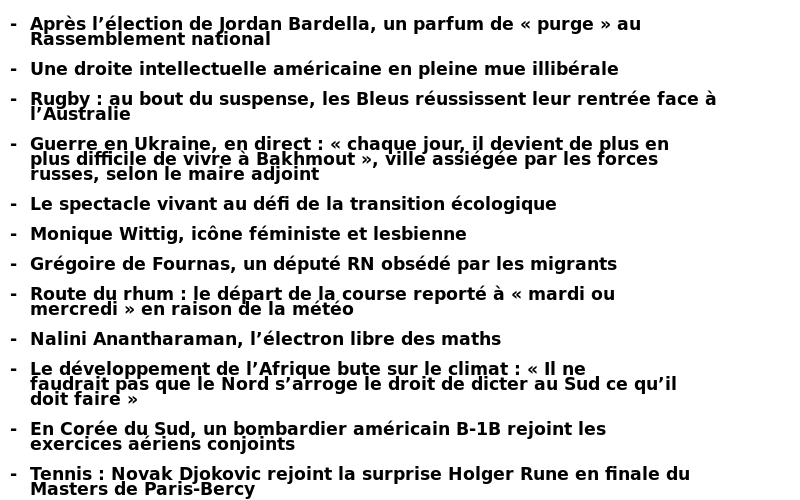 - Après l’élection de Jordan Bardella, un parfum de « purge » au
Rassemblement national
- Une droite intellectuelle américaine en pleine mue illibérale
- Rugby : au bout du suspense, les Bleus réussissent leur rentrée face à
l’Australie
- Guerre en Ukraine, en direct : « chaque jour, il devient de plus en
plus difficile de vivre à Bakhmout », ville assiégée par les forces
russes, selon le maire adjoint
- Le spectacle vivant au défi de la transition écologique
- Monique Wittig, icône féministe et lesbienne
- Grégoire de Fournas, un député RN obsédé par les migrants
- Route du rhum : le départ de la course reporté à « mardi ou
mercredi » en raison de la météo
- Nalini Anantharaman, l’électron libre des maths
- Le développement de l’Afrique bute sur le climat : « Il ne
faudrait pas que le Nord s’arroge le droit de dicter au Sud ce qu’il
doit faire »
- En Corée du Sud, un bombardier américain B-1B rejoint les
exercices aériens conjoints
- Tennis : Novak Djokovic rejoint la surprise Holger Rune en finale du
Masters de Paris-Bercy